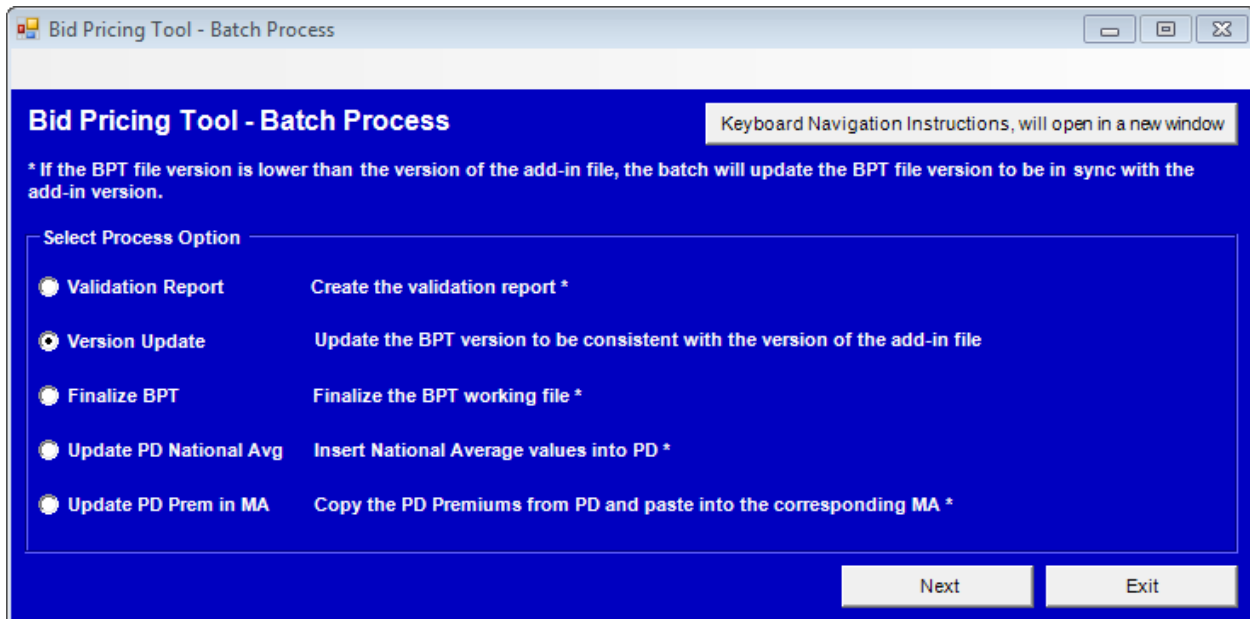 Bid Pricing Tool - Batch Process
Bid Pricing Tool - Batch Process
Keyboard Navigation Instructions, will open in a new window
* If the BPT file version is lower than the version of the add-in file, the batch will update the BPT file version to be in sync with the
add-in version.
Select Process Option
Validation Report Create the validation report *
Version Update Update the BPT version to be consistent with the version of the add-in file
Finalize BPT Finalize the BPT working file *
Update PD National Avg Insert National Average values into PD *
Update PD Prem in MA Copy the PD Premiums from PD and paste into the corresponding MA *
Next Exit